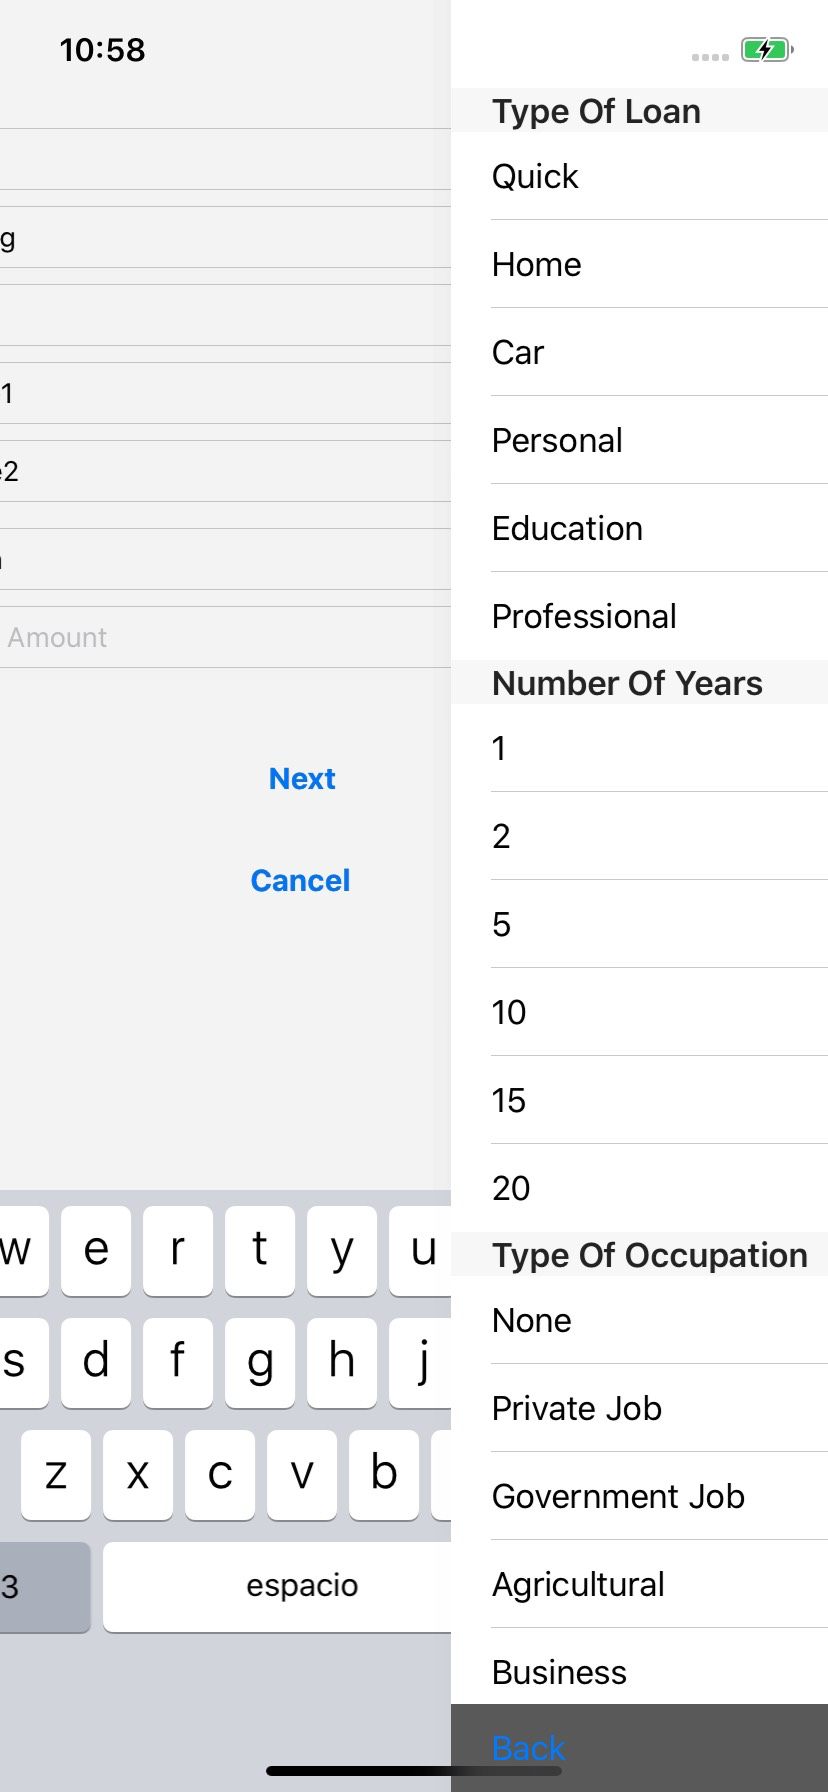 10:58
g
1
e2
Amount
Next
Cancel
w e r t y u
s d f g h j
z x c v b
3 espacio
Type Of Loan
Quick
Home
Car
Personal
Education
Professional
Number Of Years
1
2
5
10
15
20
Type Of Occupation
None
Private Job
Government Job
Agricultural
Business
Back